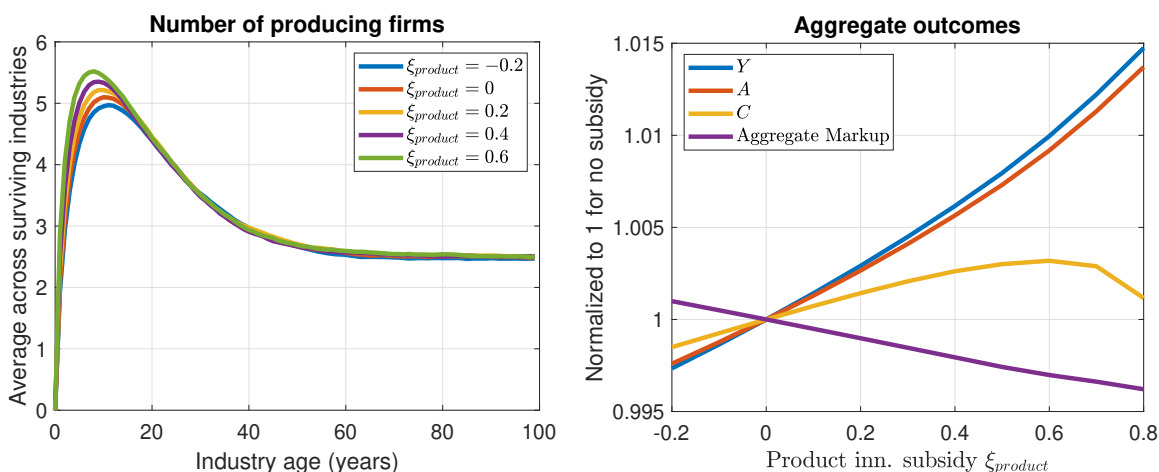 Number of producing firms
Average across surviving industries
6
5
4
3
2
1
0
0 20 40 60 80 100
Industry age (years)
ξproduct = −0.2
ξproduct = 0
ξproduct = 0.2
ξproduct = 0.4
ξproduct = 0.6
Aggregate outcomes
Normalized to 1 for no subsidy
1.015
1.01
1.005
1
0.995
-0.2 0 0.2 0.4 0.6 0.8
Product inn. subsidy ξproduct
Y
A
C
Aggregate Markup